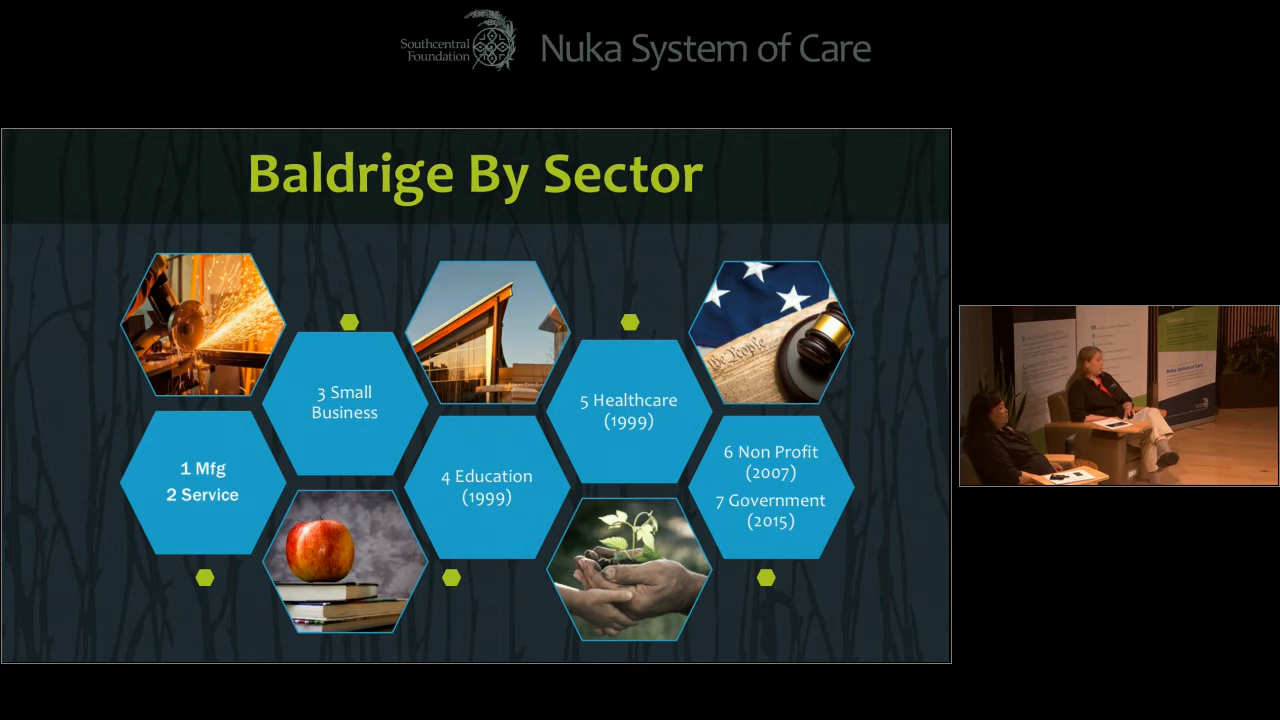 Southcentral
Foundation
Nuka System of Care
Baldrige By Sector
3 Small
Business
5 Healthcare
(1999)
1 Mfg
2 Service
4 Education
(1999)
6 Non Profit
(2007)
7 Government
(2015)
We the People
Nuka System of Care